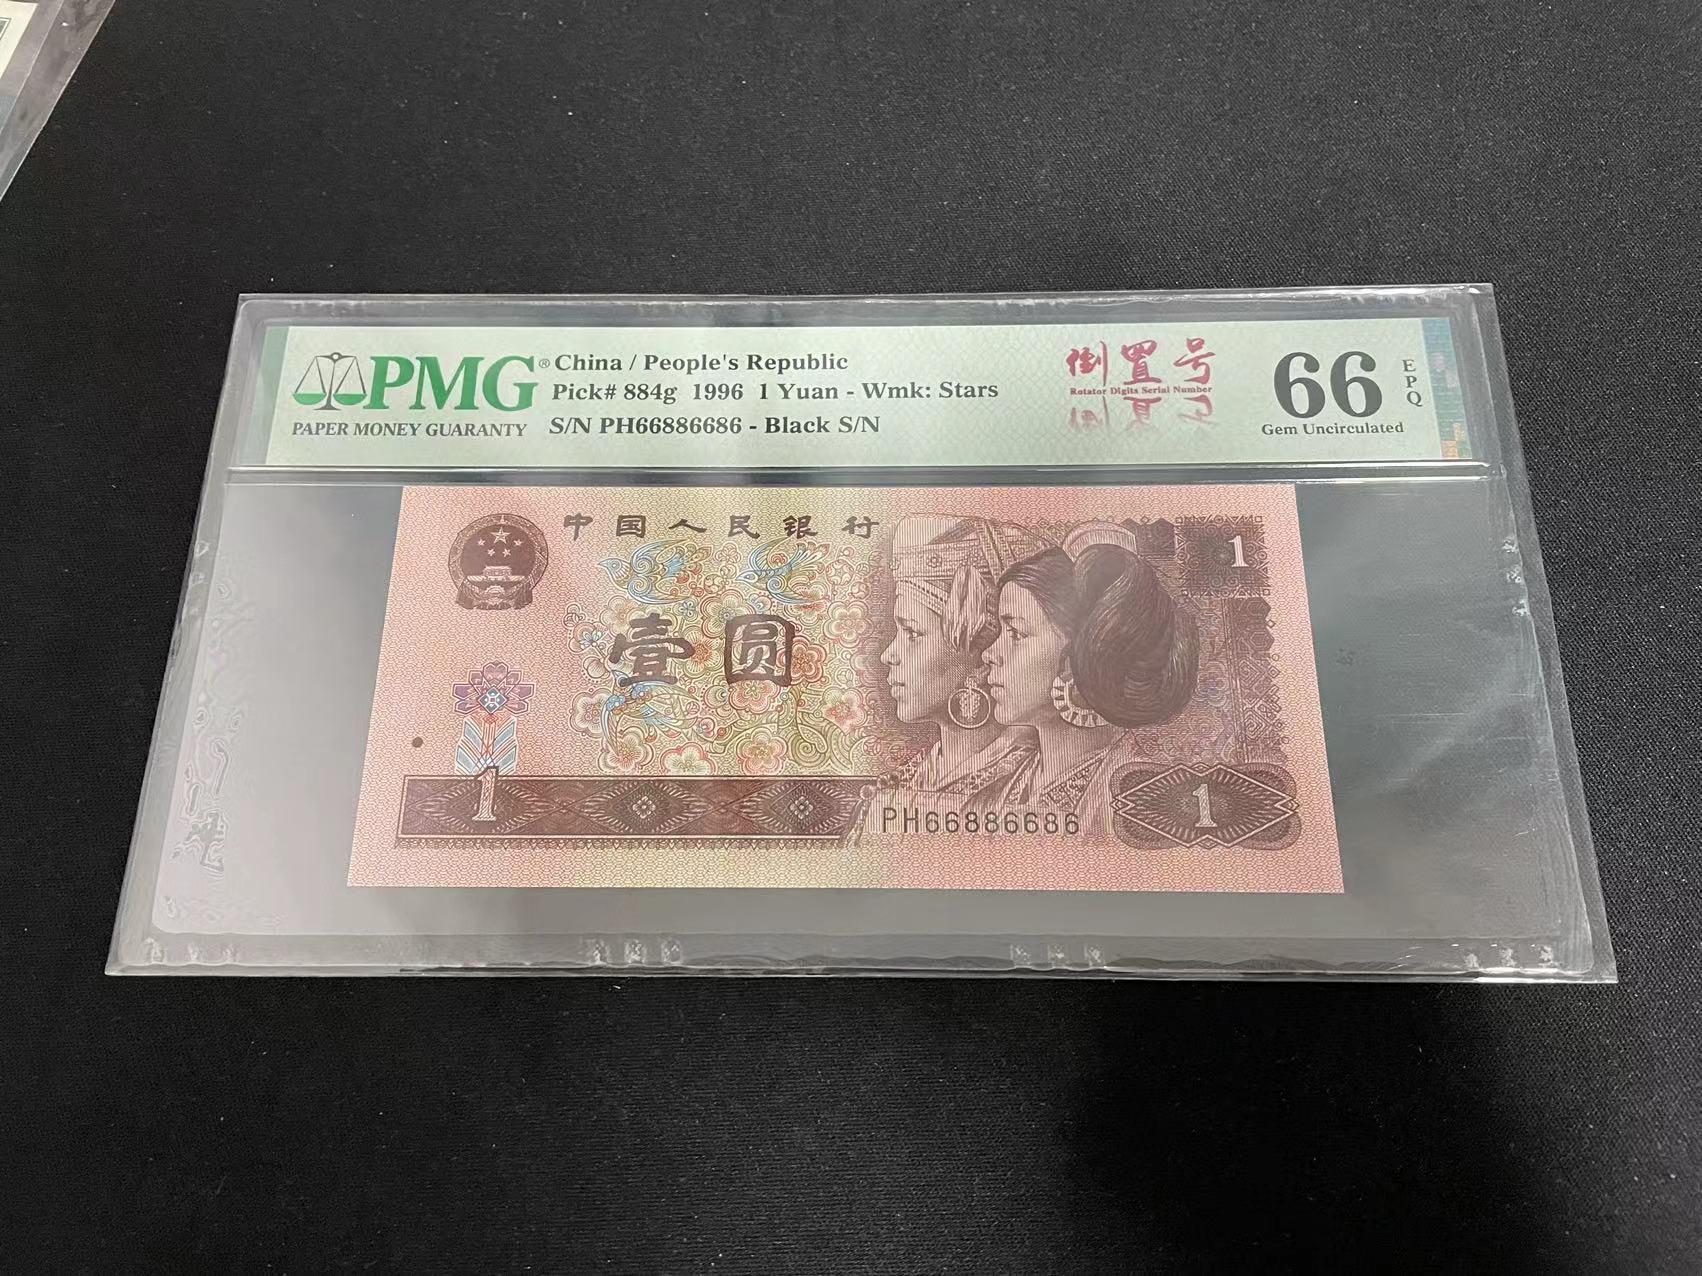 PMG®
PAPER MONEY GUARANTY
China / People's Republic
Pick# 884g 1996 1 Yuan - Wmk: Stars
S/N PH66886686 - Black S/N
倒置号
Rotator Digits Serial Number
66
EPQ
Gem Uncirculated
中国人民银行
1
壹圆
1
PH66886686
1